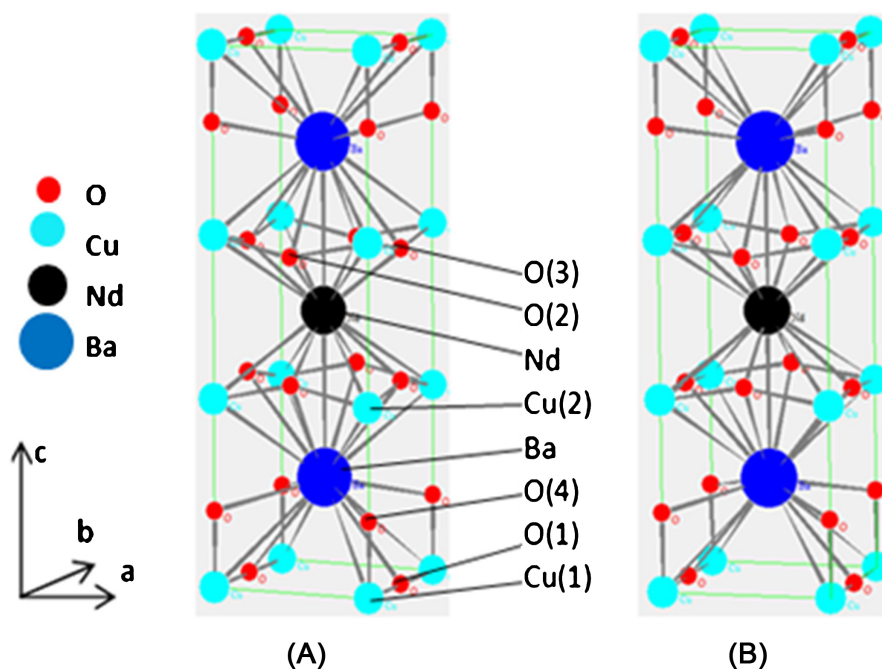 O
Cu
Nd
Ba
c
b
a
O(3)
O(2)
Nd
Cu(2)
Ba
O(4)
O(1)
Cu(1)
(A)
(B)